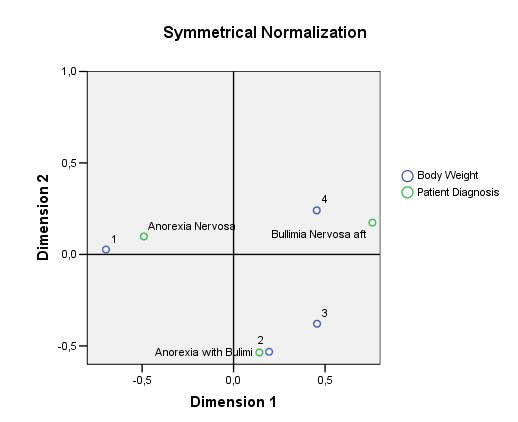 Symmetrical Normalization
1,0
0,5
0,0
-0,5
Dimension 2
4
Anorexia Nervosa
1
Bullimia Nervosa aft
3
2
Anorexia with Bulimi
-0,5
0,0
0,5
Dimension 1
Body Weight
Patient Diagnosis